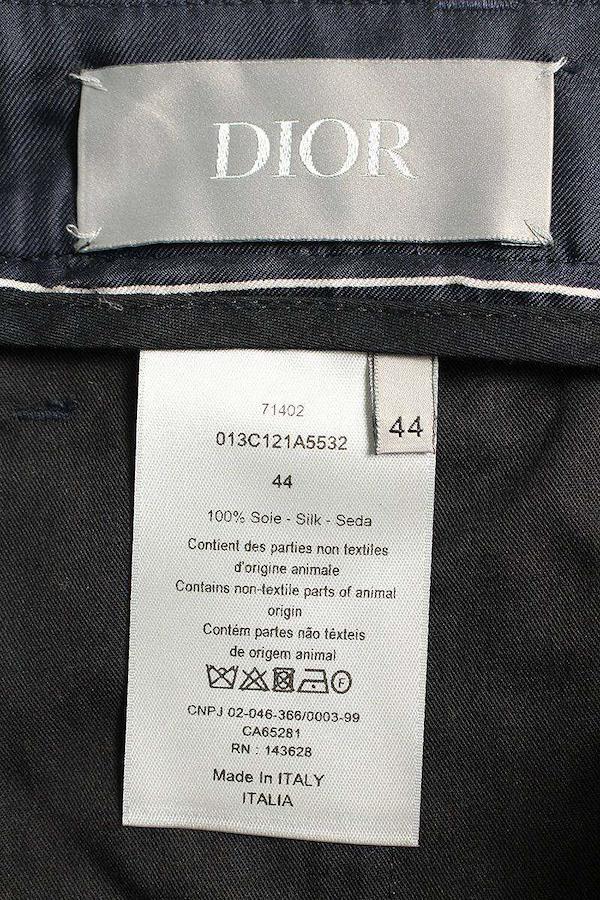 DIOR
44
71402
013C121A5532
44
100% Soie - Silk - Seda
Contient des parties non textiles
d'origine animale
Contains non-textile parts of animal
origin
Contém partes não têxteis
de origem animal
F
CNPJ 02-046-366/0003-99
CA65281
RN : 143628
Made In ITALY
ITALIA